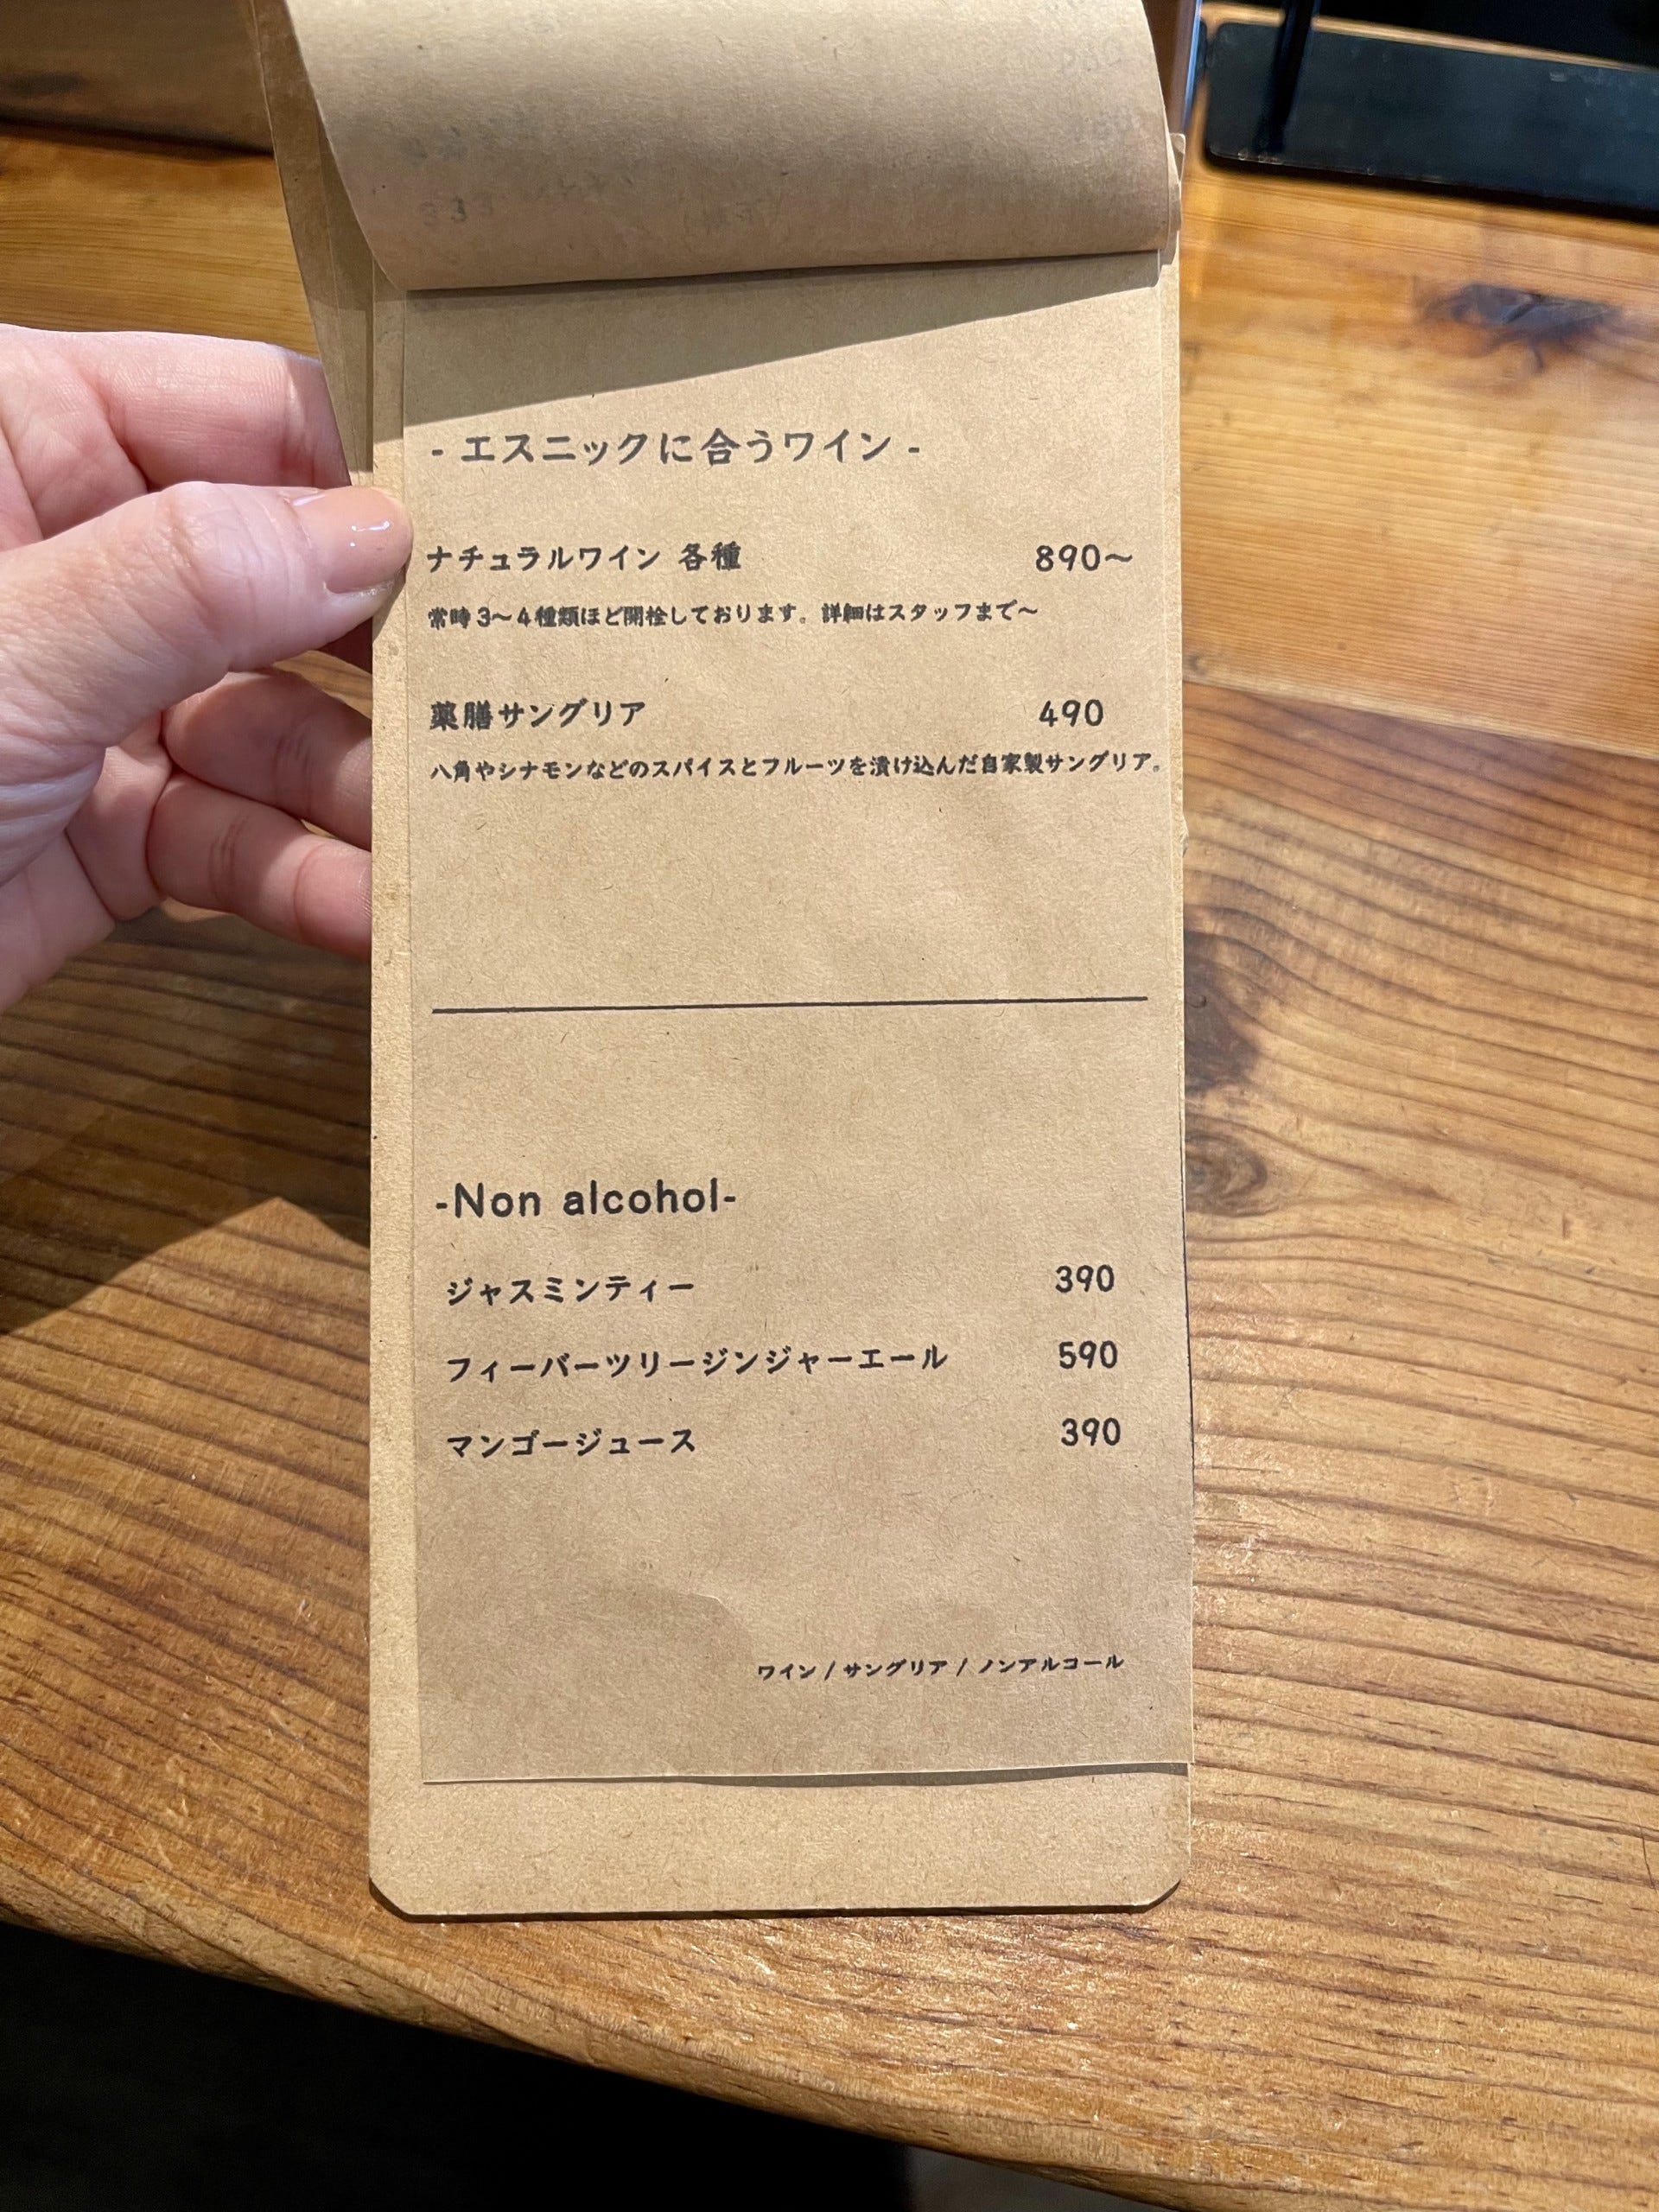 - エスニックに合うワイン -
ナチュラルワイン 各種 890～
常時3～4種類ほど開栓しております。詳細はスタッフまで～
薬膳サングリア 490
八角やシナモンなどのスパイスとフルーツを漬け込んだ自家製サングリア。
-Non alcohol-
ジャスミンティー 390
フィーバーツリージンジャーエール 590
マンゴージュース 390
ワイン / サングリア / ノンアルコール